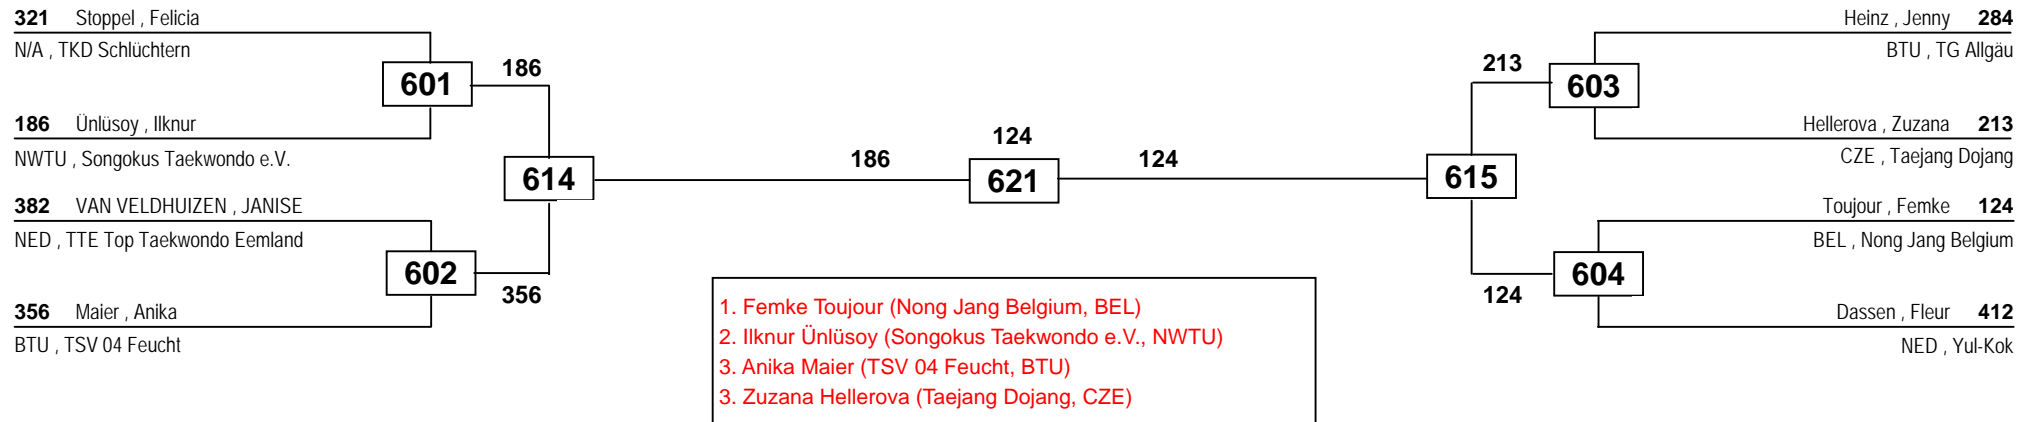 321 Stoppel , Felicia
N/A , TKD Schlüchtern
601
186
186 Ünlüsoy , Ilknur
NWTU , Songokus Taekwondo e.V.
614
382 VAN VELDHUIZEN , JANISE
NED , TTE Top Taekwondo Eemland
602
356
356 Maier , Anika
BTU , TSV 04 Feucht
186
124
621
124
Heinz , Jenny 284
BTU , TG Allgäu
213
603
Hellerova , Zuzana 213
CZE , Taejang Dojang
615
Toujour , Femke 124
BEL , Nong Jang Belgium
604
124
Dassen , Fleur 412
NED , Yul-Kok
1. Femke Toujour (Nong Jang Belgium, BEL)
2. Ilknur Ünlüsoy (Songokus Taekwondo e.V., NWTU)
3. Anika Maier (TSV 04 Feucht, BTU)
3. Zuzana Hellerova (Taejang Dojang, CZE)